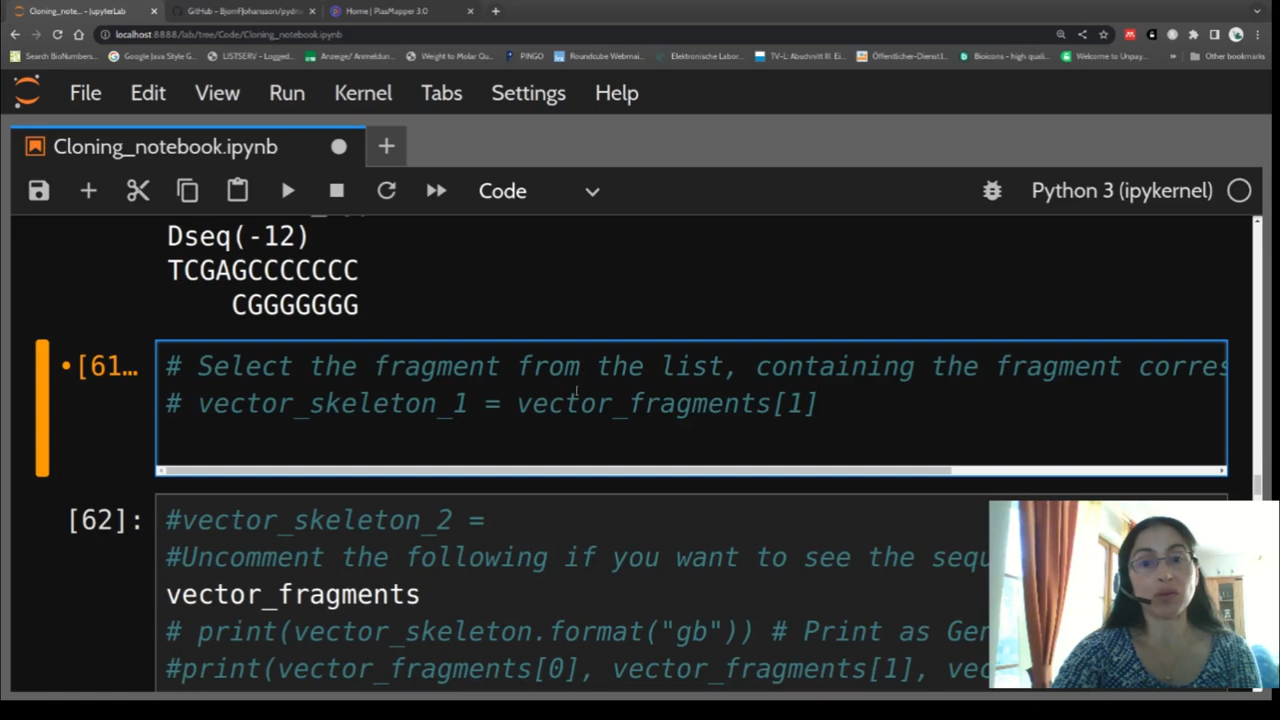 Cloning_note... - JupyterLab
GitHub - BjornFJohansson/pydn
Home | PlasMapper 3.0
localhost:8888/lab/tree/Code/Cloning_notebook.ipynb
Search BioNumbers...
Google Java Style G...
LISTSERV - Logged...
Anzeige/ Anmeldun...
Weight to Molar Qu...
PINGO
Roundcube Webmai...
Elektronische Labor...
TV-L: Abschnitt III. Ei...
Öffentlicher-Dienst.I...
Bioicons - high quali...
Welcome to Unpay...
Other bookmarks
File Edit View Run Kernel Tabs Settings Help
Cloning_notebook.ipynb
Code
Python 3 (ipykernel)
Dseq(-12)
TCGAGCCCCCCC
CGGGGGGG
[61...
# Select the fragment from the list, containing the fragment corres
# vector_skeleton_1 = vector_fragments[1]
[62]:
#vector_skeleton_2 =
#Uncomment the following if you want to see the sequ
vector_fragments
# print(vector_skeleton.format("gb")) # Print as Gen
#print(vector_fragments[0], vector_fragments[1], vec